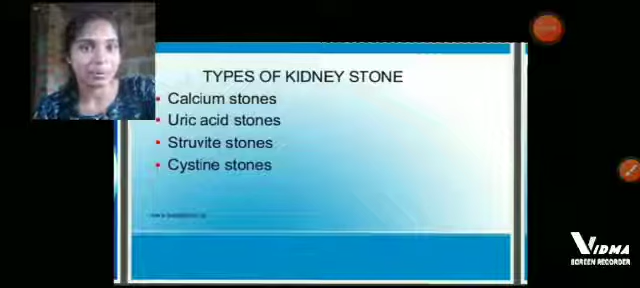 TYPES OF KIDNEY STONE
Calcium stones
Uric acid stones
Struvite stones
Cystine stones
VIDMA
SCREEN RECORDER